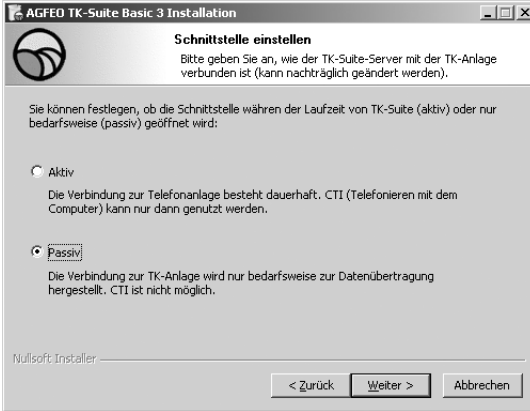 AGFEO TK-Suite Basic 3 Installation
Schnittstelle einstellen
Bitte geben Sie an, wie der TK-Suite-Server mit der TK-Anlage
verbunden ist (kann nachträglich geändert werden).
Sie können festlegen, ob die Schnittstelle während der Laufzeit von TK-Suite (aktiv) oder nur
bedarfsweise (passiv) geöffnet wird:
Aktiv
Die Verbindung zur Telefonanlage besteht dauerhaft. CTI (Telefonieren mit dem
Computer) kann nur dann genutzt werden.
Passiv
Die Verbindung zur TK-Anlage wird nur bedarfsweise zur Datenübertragung
hergestellt. CTI ist nicht möglich.
Nullsoft Installer
< Zurück
Weiter >
Abbrechen